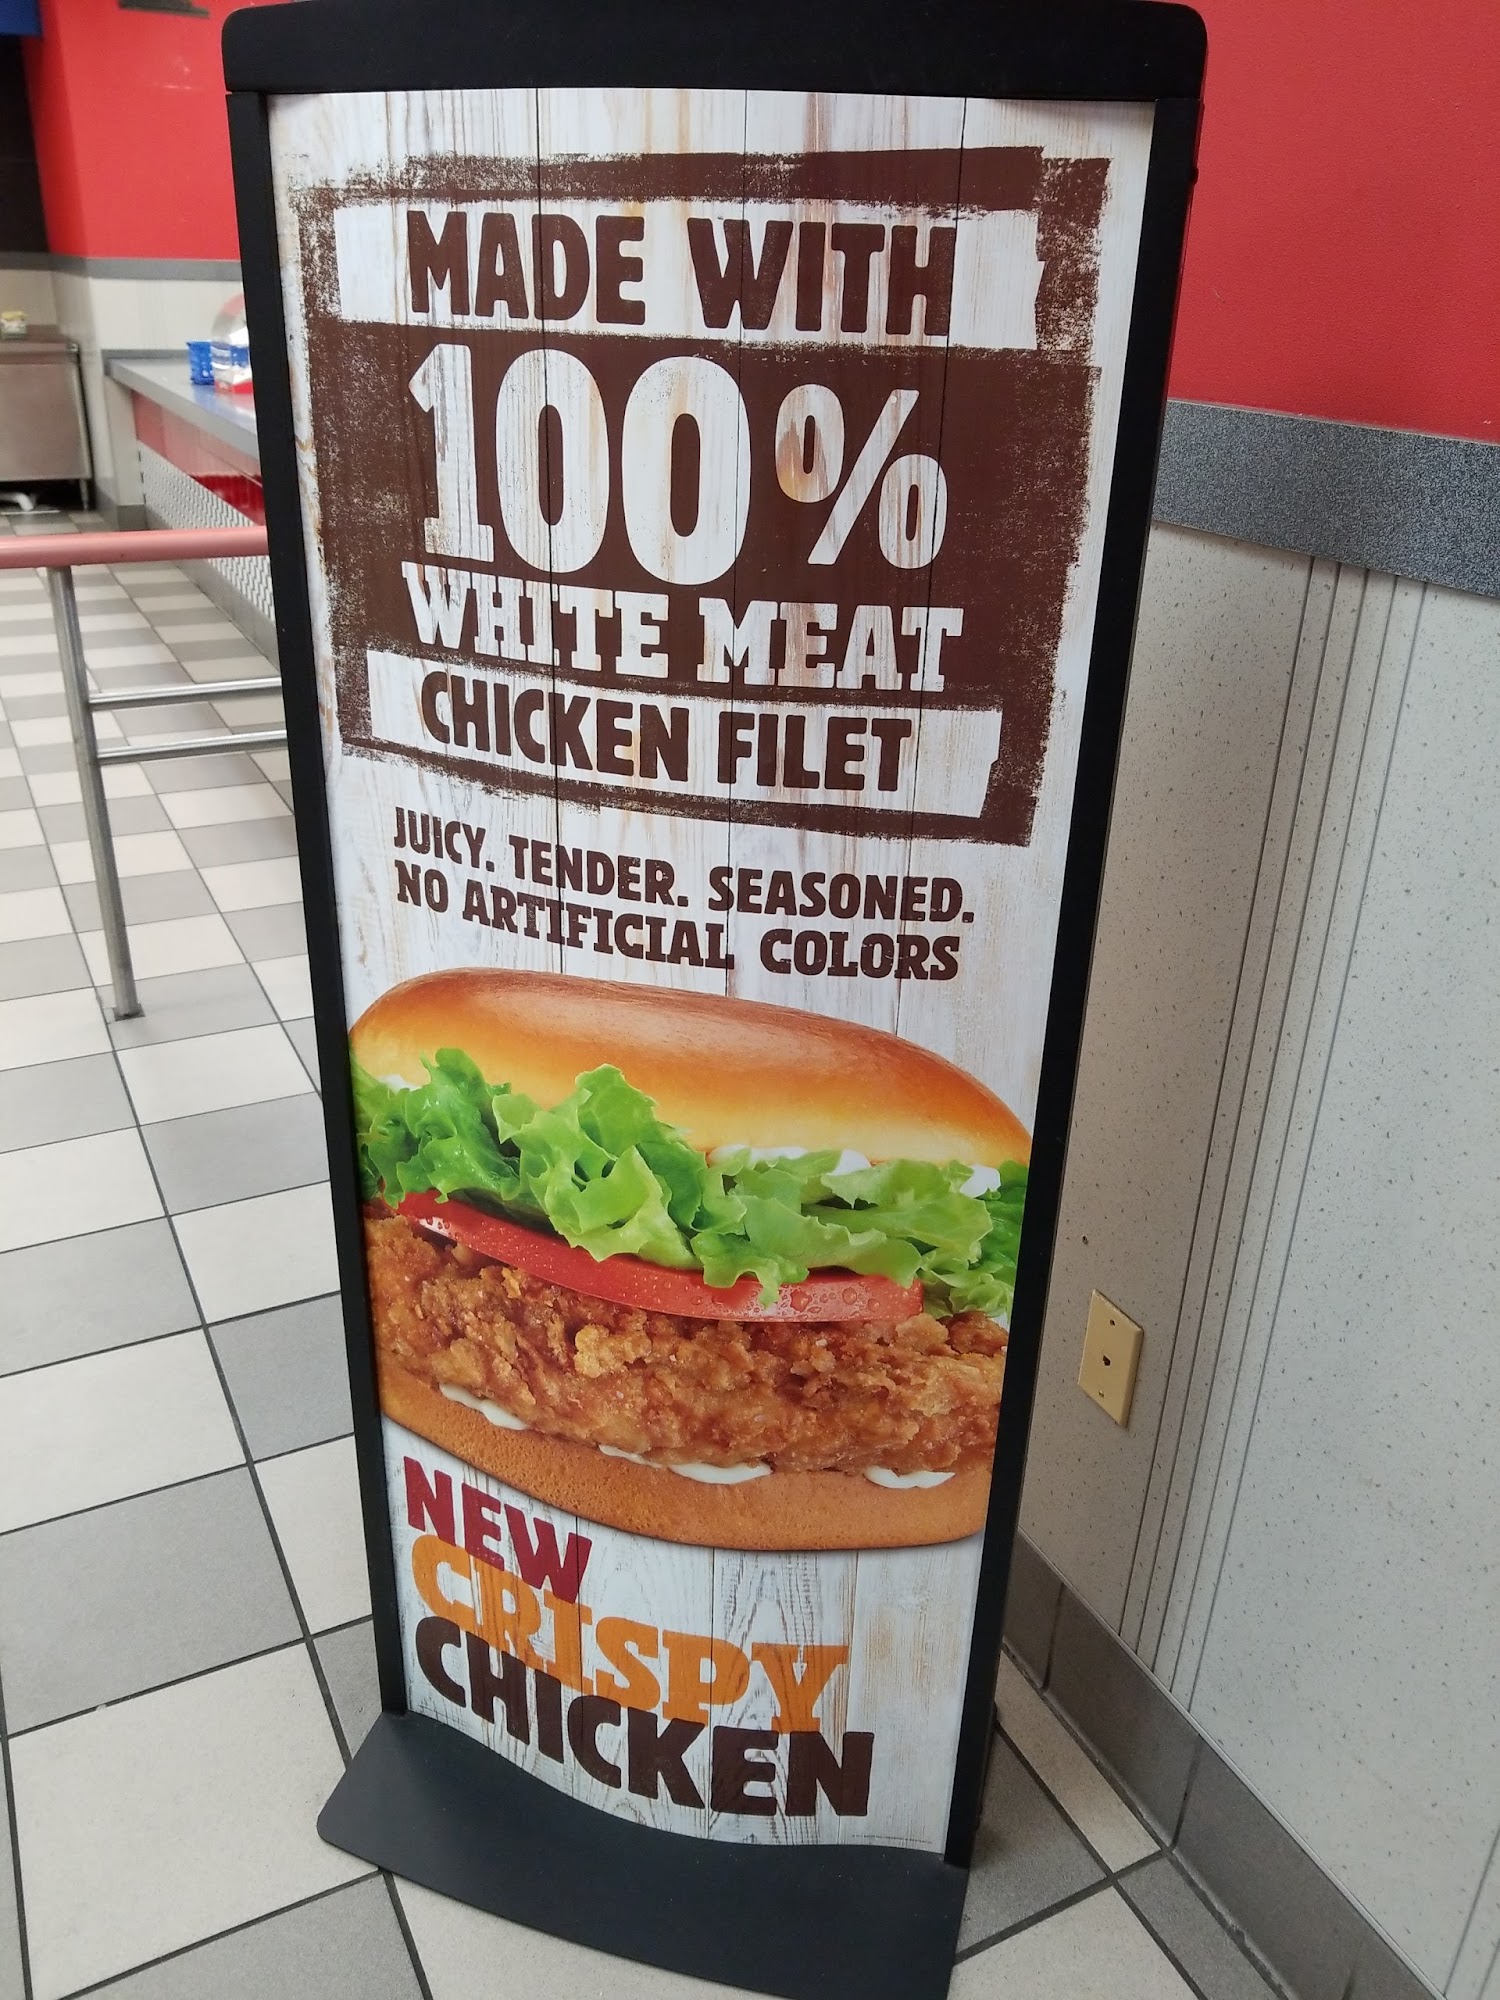 MADE WITH
100%
WHITE MEAT
CHICKEN FILET
JUICY. TENDER. SEASONED.
NO ARTIFICIAL COLORS
NEW
CRISPY
CHICKEN